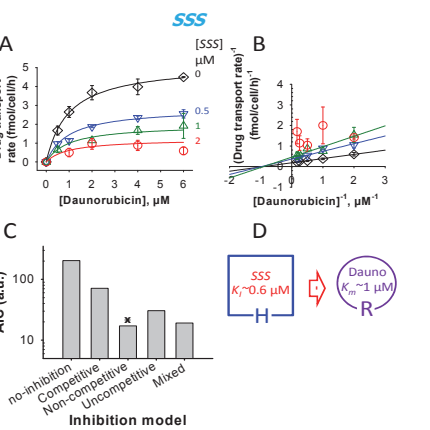 SSS
A
[SSS]
µM
rate (fmol/cell/h)
5
4
3
2
1
0
0
0.5
1
2
0 1 2 3 4 5 6
[Daunorubicin], µM
B
(Drug transport rate)-1
(fmol/cell/h)-1
4
3
2
1
-1
-2 -1 0 1 2 3
[Daunorubicin]-1, µM-1
C
AIC (a.u.)
100
10
x
no-inhibition
Competitive
Non-competitive
Uncompetitive
Mixed
Inhibition model
D
SSS
KI~0.6 µM
H
Dauno
Km~1 µM
R